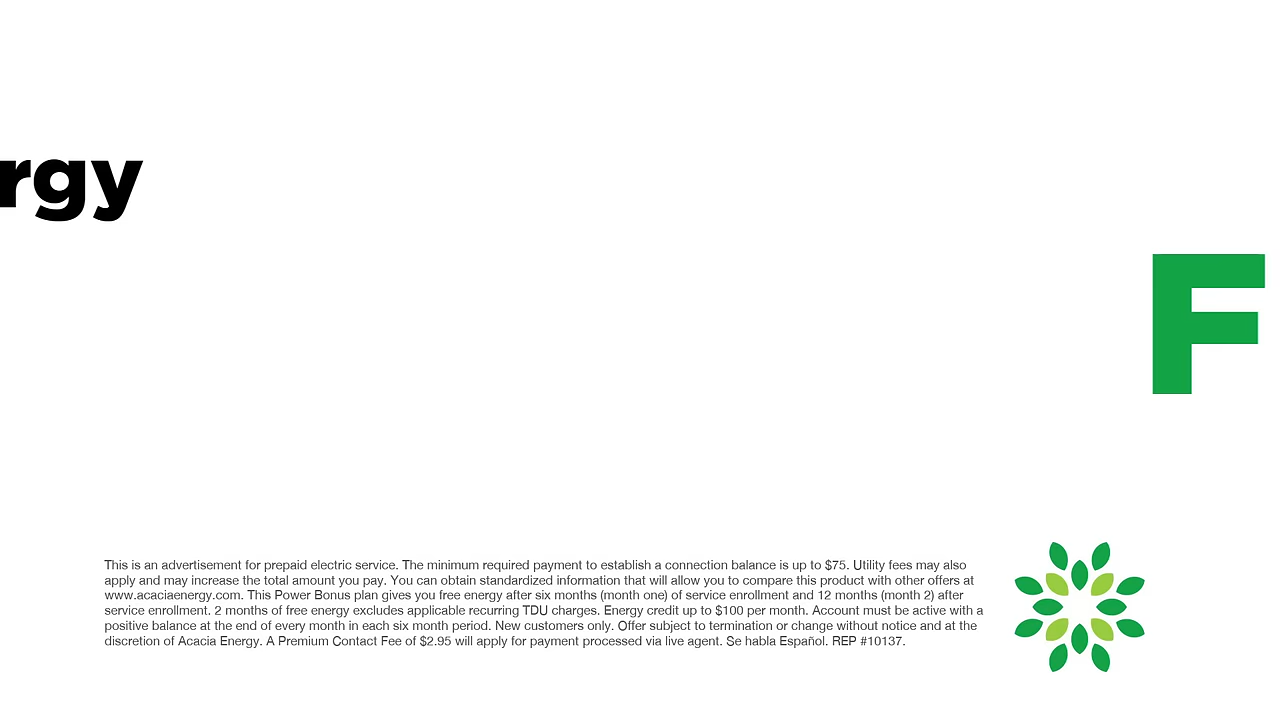 rgy
F
This is an advertisement for prepaid electric service. The minimum required payment to establish a connection balance is up to $75. Utility fees may also
apply and may increase the total amount you pay. You can obtain standardized information that will allow you to compare this product with other offers at
www.acaciaenergy.com. This Power Bonus plan gives you free energy after six months (month one) of service enrollment and 12 months (month 2) after
service enrollment. 2 months of free energy excludes applicable recurring TDU charges. Energy credit up to $100 per month. Account must be active with a
positive balance at the end of every month in each six month period. New customers only. Offer subject to termination or change without notice and at the
discretion of Acacia Energy. A Premium Contact Fee of $2.95 will apply for payment processed via live agent. Se habla Español. REP #10137.